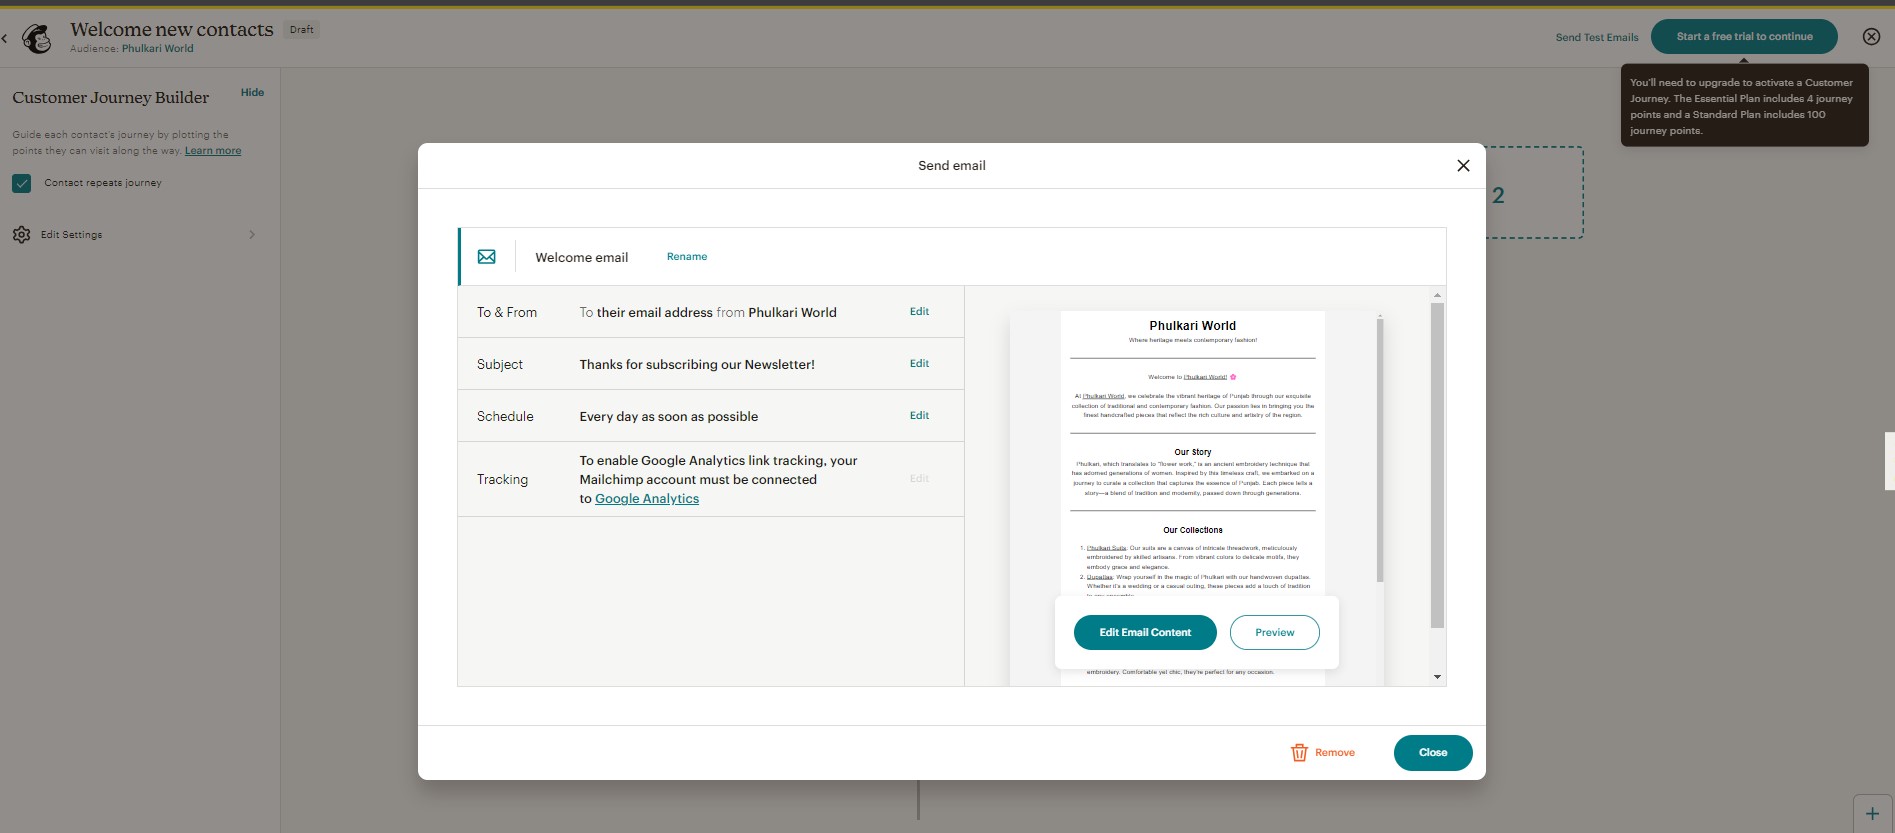 Welcome new contacts
Draft
Audience: Phulkari World
Send Test Emails
Start a free trial to continue
You'll need to upgrade to activate a Customer
Journey. The Essential Plan includes 4 journey
points and a Standard Plan includes 100
journey points.
Customer Journey Builder
Hide
Guide each contact's journey by plotting the
points they can visit along the way. Learn more
Contact repeats journey
Edit Settings
2
Send email
Welcome email
Rename
To & From
To their email address from Phulkari World
Edit
Subject
Thanks for subscribing our Newsletter!
Edit
Schedule
Every day as soon as possible
Edit
Tracking
To enable Google Analytics link tracking, your
Mailchimp account must be connected
to Google Analytics
Edit
Phulkari World
Where heritage meets contemporary fashion!
Welcome to Phulkari World! 🌸
At Phulkari World, we celebrate the vibrant heritage of Punjab through our exquisite
collection of traditional and contemporary fashion. Our passion lies in bringing you the
finest handcrafted pieces that reflect the rich culture and artistry of the region.
Our Story
Phulkari, which translates to "flower work," is an ancient embroidery technique that
has adorned generations of women. Inspired by this timeless craft, we embarked on a
journey to curate a collection that captures the essence of Punjab. Each piece tells a
story—a blend of tradition and modernity, passed down through generations.
Our Collections
1. Phulkari Suits: Our suits are a canvas of intricate threadwork, meticulously
embroidered by skilled artisans. From vibrant colors to delicate motifs, they
embody grace and elegance.
2. Dupattas: Wrap yourself in the magic of Phulkari with our handwoven dupattas.
Whether it's a wedding or a casual outing, these pieces add a touch of tradition
Edit Email Content
Preview
embroidery. Comfortable yet chic, they're perfect for any occasion.
Remove
Close